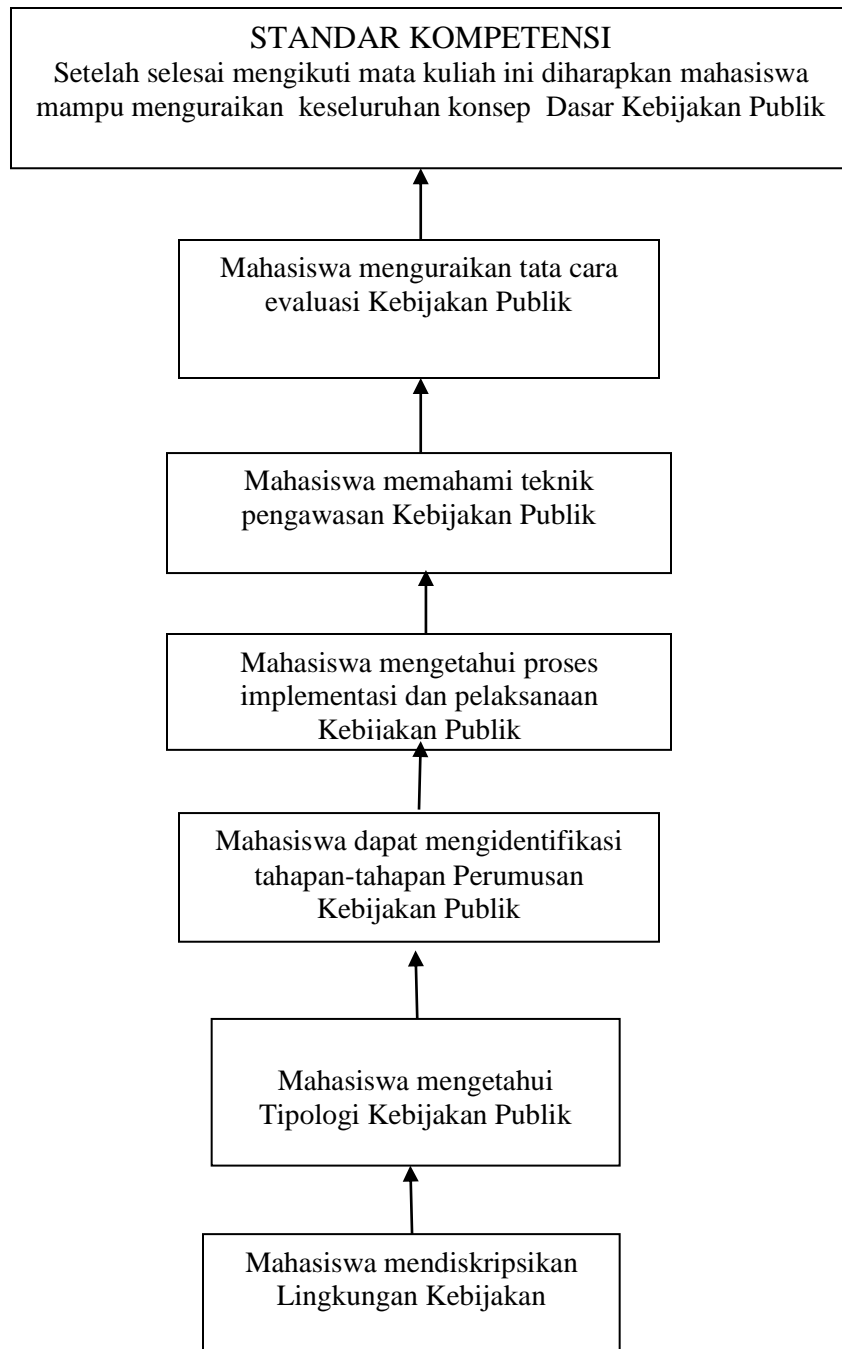 STANDAR KOMPETENSI
Setelah selesai mengikuti mata kuliah ini diharapkan mahasiswa
mampu menguraikan keseluruhan konsep Dasar Kebijakan Publik
Mahasiswa menguraikan tata cara
evaluasi Kebijakan Publik
Mahasiswa memahami teknik
pengawasan Kebijakan Publik
Mahasiswa mengetahui proses
implementasi dan pelaksanaan
Kebijakan Publik
Mahasiswa dapat mengidentifikasi
tahapan-tahapan Perumusan
Kebijakan Publik
Mahasiswa mengetahui
Tipologi Kebijakan Publik
Mahasiswa mendiskripsikan
Lingkungan Kebijakan